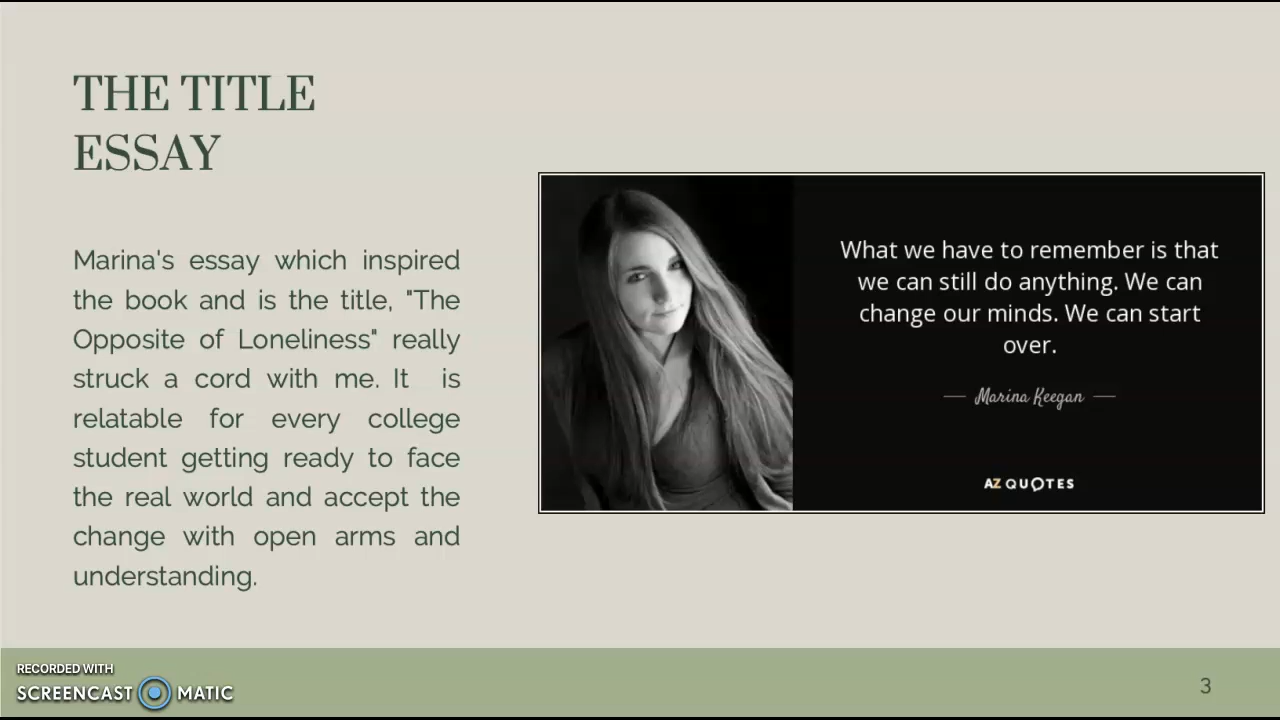 THE TITLE
ESSAY
Marina's essay which inspired
the book and is the title, "The
Opposite of Loneliness" really
struck a cord with me. It is
relatable for every college
student getting ready to face
the real world and accept the
change with open arms and
understanding.
What we have to remember is that
we can still do anything. We can
change our minds. We can start
over.
Marina Keegan
AZ QUOTES
RECORDED WITH
SCREENCAST MATIC
3